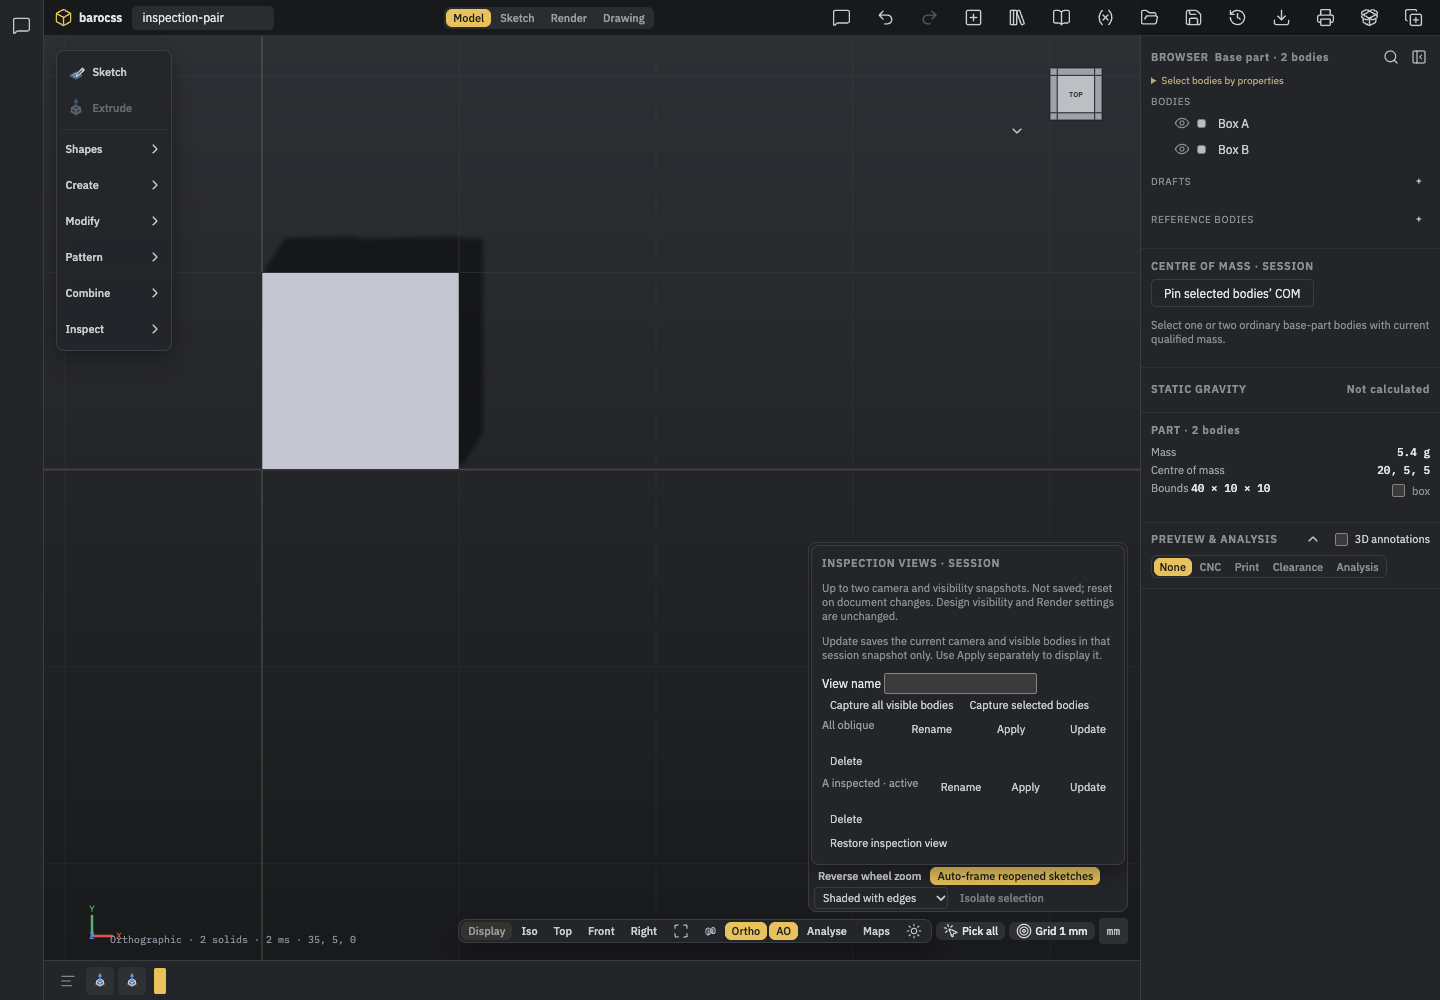 barocss
inspection-pair
Model Sketch Render Drawing
Sketch
Extrude
Shapes
Create
Modify
Pattern
Combine
Inspect
TOP
BROWSER Base part · 2 bodies
Select bodies by properties
BODIES
Box A
Box B
DRAFTS +
REFERENCE BODIES +
CENTRE OF MASS · SESSION
Pin selected bodies’ COM
Select one or two ordinary base-part bodies with current
qualified mass.
STATIC GRAVITY Not calculated
PART · 2 bodies
Mass 5.4 g
Centre of mass 20, 5, 5
Bounds 40 × 10 × 10 box
PREVIEW & ANALYSIS 3D annotations
None CNC Print Clearance Analysis
INSPECTION VIEWS · SESSION
Up to two camera and visibility snapshots. Not saved; reset
on document changes. Design visibility and Render settings
are unchanged.
Update saves the current camera and visible bodies in that
session snapshot only. Use Apply separately to display it.
View name
Capture all visible bodies Capture selected bodies
All oblique Rename Apply Update
Delete
A inspected · active Rename Apply Update
Delete
Restore inspection view
Reverse wheel zoom Auto-frame reopened sketches
Shaded with edges Isolate selection
Y
Z X
Orthographic · 2 solids · 2 ms · 35, 5, 0
Display Iso Top Front Right Ortho AO Analyse Maps Pick all Grid 1 mm mm